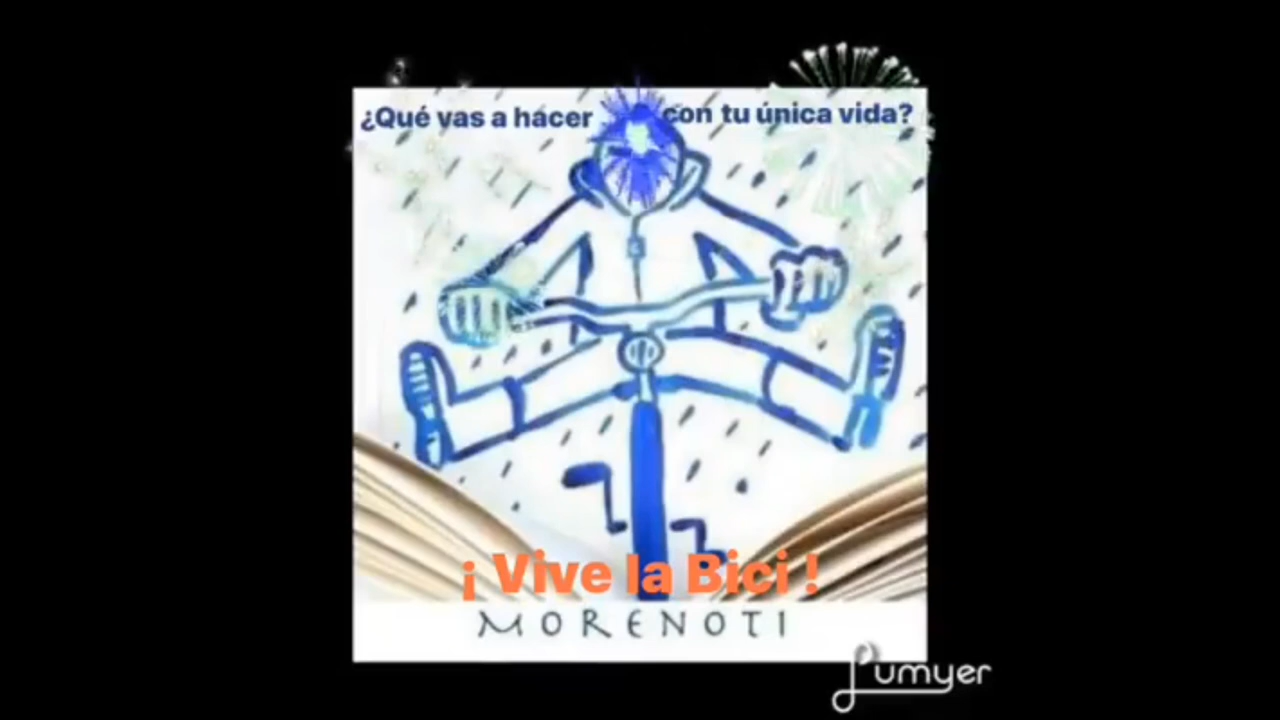 ¿Qué vas a hacer con tu única vida?
¡ Vive la Bici !
MORENOTI
Lumyer